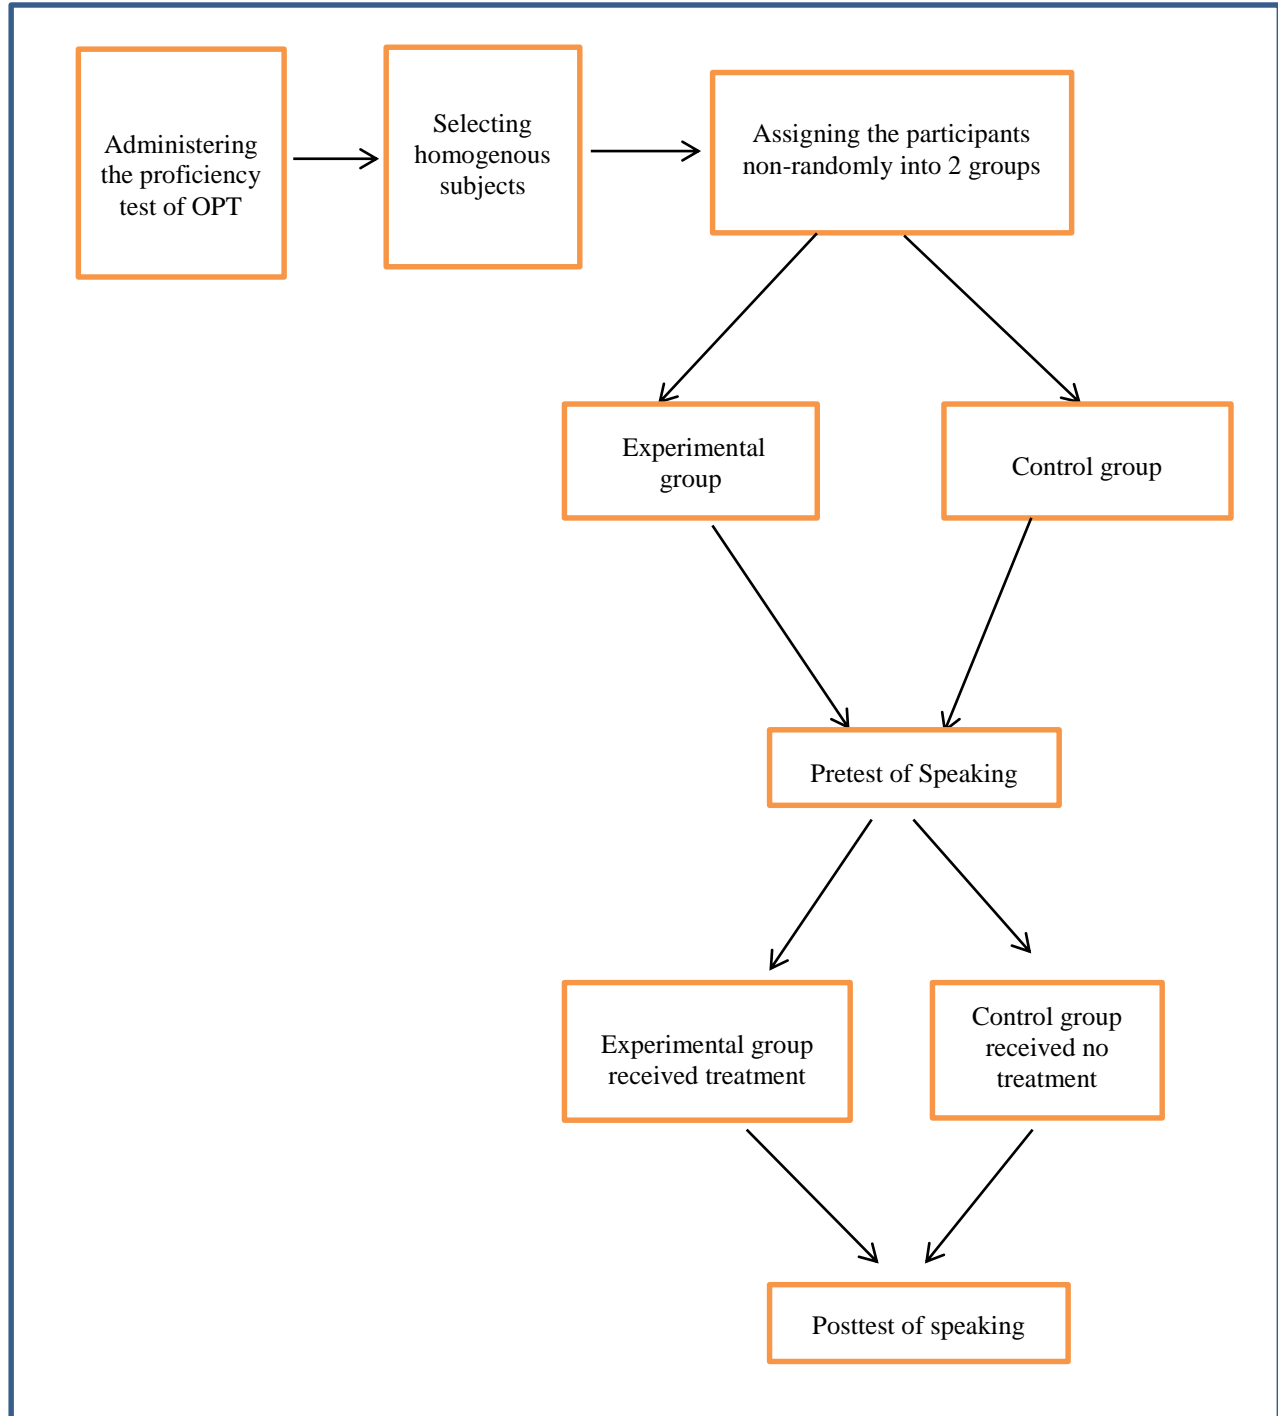 Administering
the proficiency
test of OPT
Selecting
homogenous
subjects
Assigning the participants
non-randomly into 2 groups
Experimental
group
Control group
Pretest of Speaking
Experimental group
received treatment
Control group
received no
treatment
Posttest of speaking